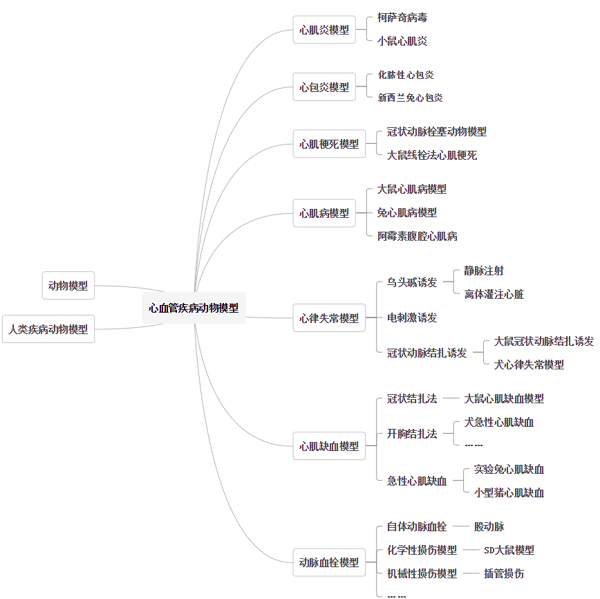 动物模型
人类疾病动物模型
心血管疾病动物模型
心肌炎模型
柯萨奇病毒
小鼠心肌炎
心包炎模型
化脓性心包炎
新西兰兔心包炎
心肌梗死模型
冠状动脉栓塞动物模型
大鼠线栓法心肌梗死
心肌病模型
大鼠心肌病模型
兔心肌病模型
阿霉素腹腔心肌病
心律失常模型
乌头碱诱发
静脉注射
离体灌注心脏
电刺激诱发
冠状动脉结扎诱发
大鼠冠状动脉结扎诱发
犬心律失常模型
心肌缺血模型
冠状结扎法
大鼠心肌缺血模型
开胸结扎法
犬急性心肌缺血
……
急性心肌缺血
实验兔心肌缺血
小型猪心肌缺血
动脉血栓模型
自体动脉血栓
股动脉
化学性损伤模型
SD大鼠模型
机械性损伤模型
插管损伤
……